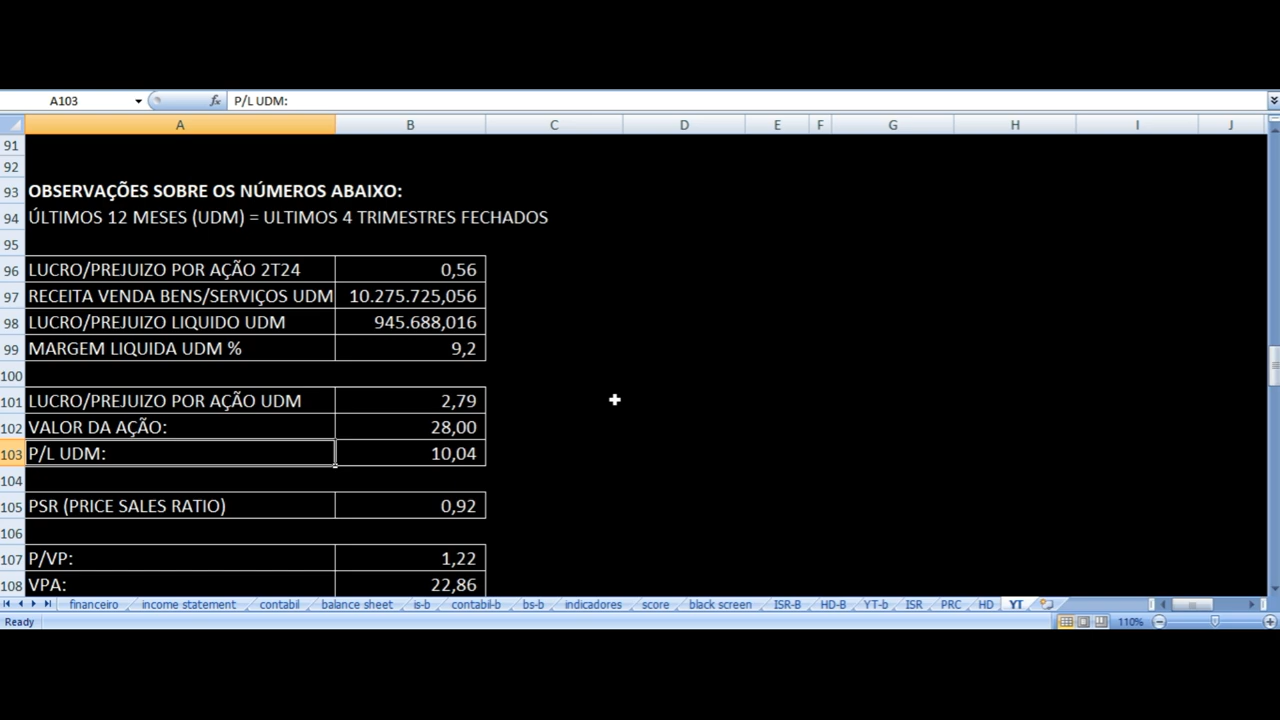 A103 fx P/L UDM:
A B C D E F G H I J
91
92
93 OBSERVAÇÕES SOBRE OS NÚMEROS ABAIXO:
94 ÚLTIMOS 12 MESES (UDM) = ULTIMOS 4 TRIMESTRES FECHADOS
95
96 LUCRO/PREJUIZO POR AÇÃO 2T24 0,56
97 RECEITA VENDA BENS/SERVIÇOS UDM 10.275.725,056
98 LUCRO/PREJUIZO LIQUIDO UDM 945.688,016
99 MARGEM LIQUIDA UDM % 9,2
100
101 LUCRO/PREJUIZO POR AÇÃO UDM 2,79
102 VALOR DA AÇÃO: 28,00
103 P/L UDM: 10,04
104
105 PSR (PRICE SALES RATIO) 0,92
106
107 P/VP: 1,22
108 VPA: 22,86
financeiro income statement contabil balance sheet is-b contabil-b bs-b indicadores score black screen ISR-B HD-B YT-b ISR PRC HD YT
Ready 110%